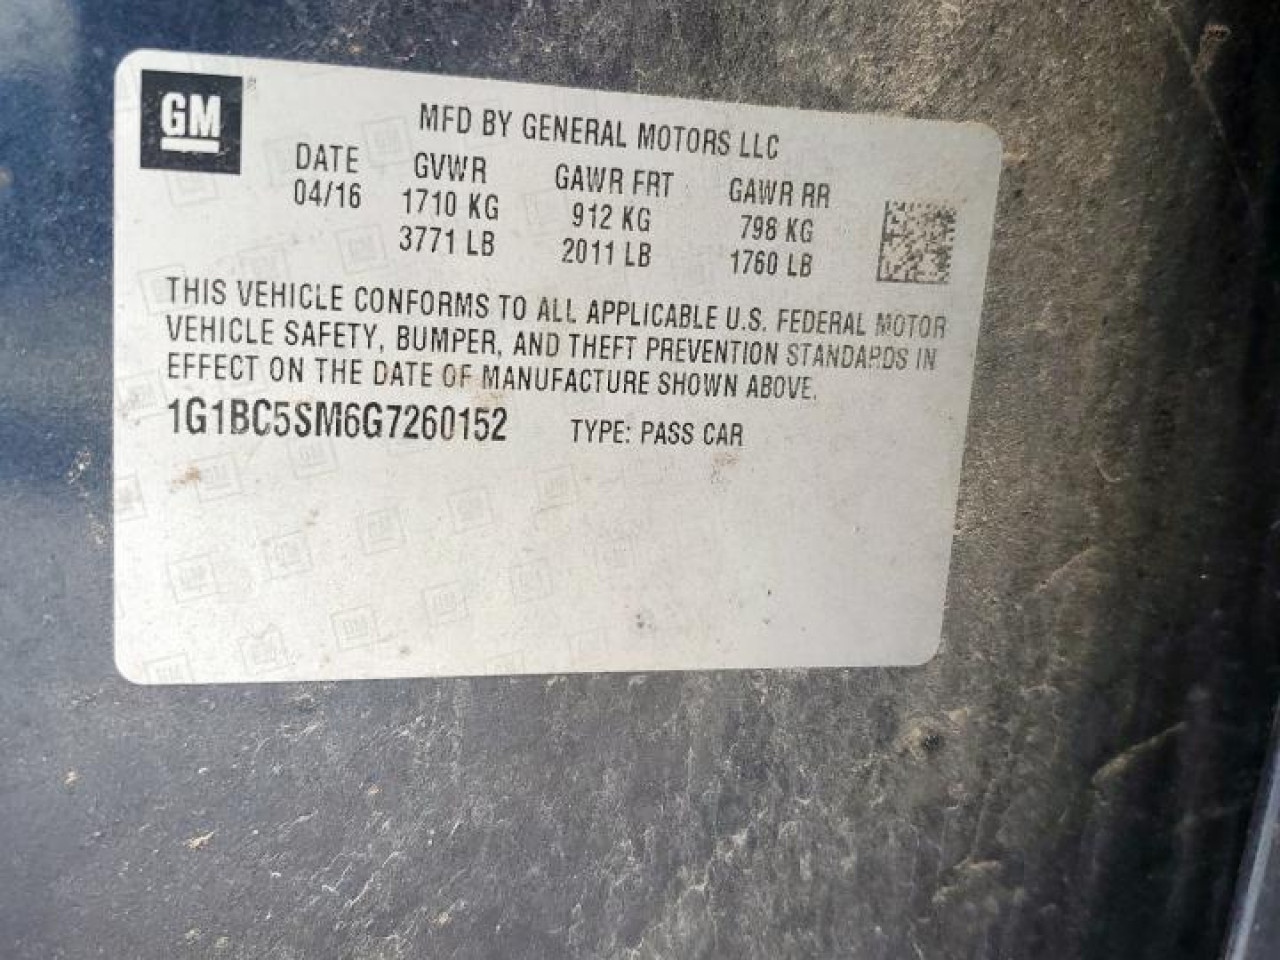 GM
MFD BY GENERAL MOTORS LLC
DATE GVWR GAWR FRT GAWR RR
04/16 1710 KG 912 KG 798 KG
3771 LB 2011 LB 1760 LB
THIS VEHICLE CONFORMS TO ALL APPLICABLE U.S. FEDERAL MOTOR
VEHICLE SAFETY, BUMPER, AND THEFT PREVENTION STANDARDS IN
EFFECT ON THE DATE OF MANUFACTURE SHOWN ABOVE.
1G1BC5SM6G7260152 TYPE: PASS CAR